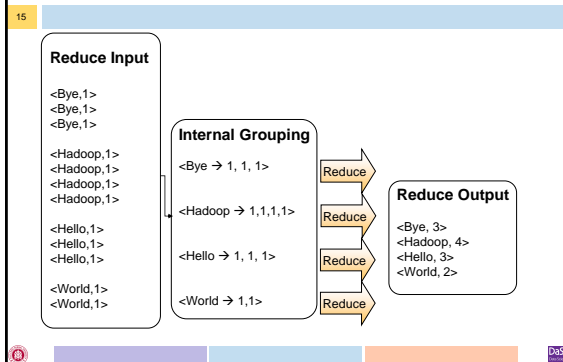 15
Reduce Input
<Bye,1>
<Bye,1>
<Bye,1>
<Hadoop,1>
<Hadoop,1>
<Hadoop,1>
<Hadoop,1>
<Hello,1>
<Hello,1>
<Hello,1>
<World,1>
<World,1>
Internal Grouping
<Bye → 1, 1, 1>
<Hadoop → 1,1,1,1>
<Hello → 1, 1, 1>
<World → 1,1>
Reduce
Reduce
Reduce
Reduce
Reduce Output
<Bye, 3>
<Hadoop, 4>
<Hello, 3>
<World, 2>
DaS